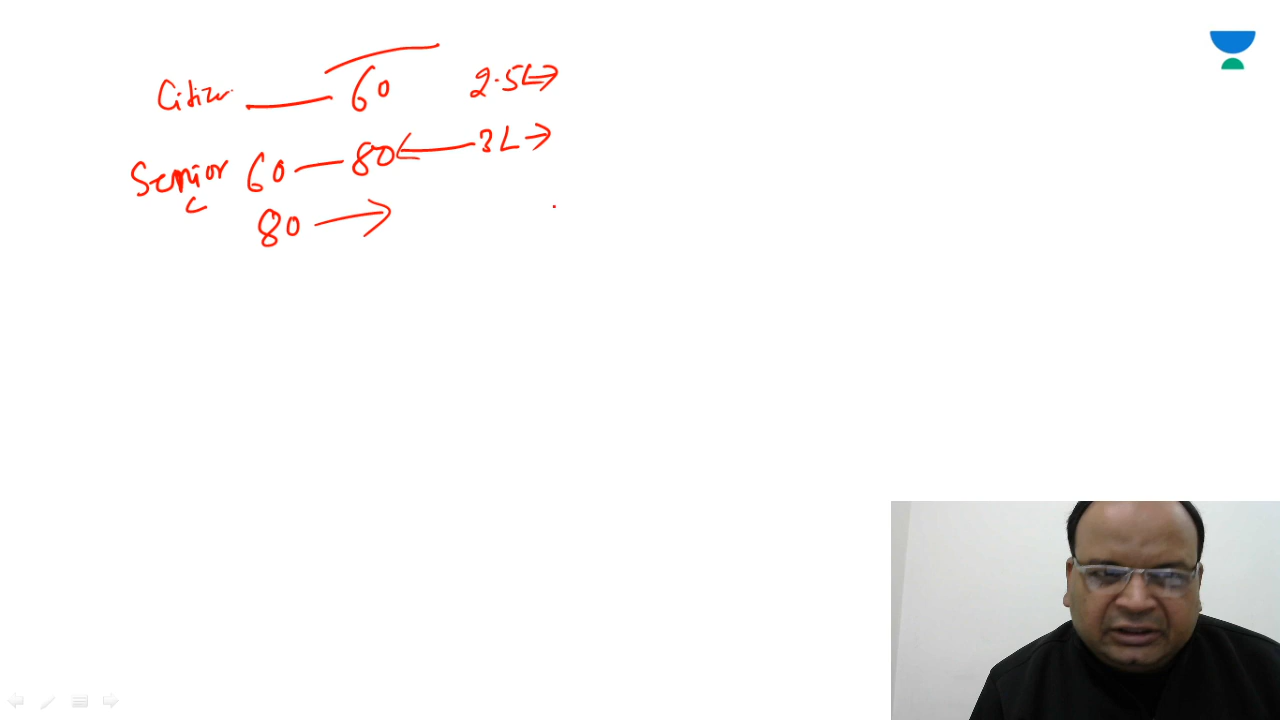 Citizen — 60 2.5L →
Senior 60 — 80 ← 3L →
C
80 →